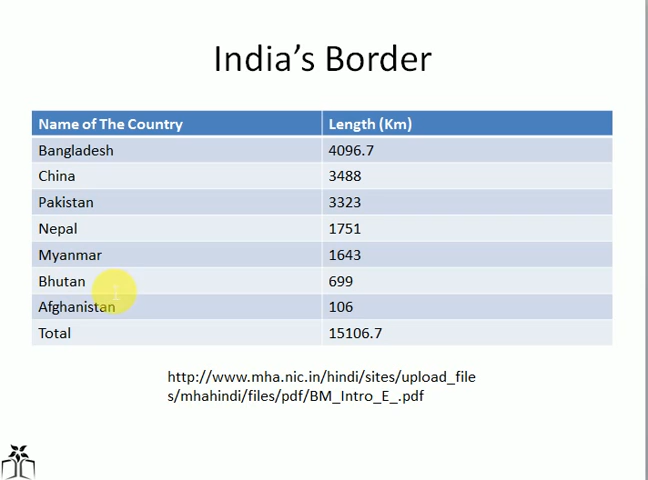 India’s Border
Name of The Country Length (Km)
Bangladesh 4096.7
China 3488
Pakistan 3323
Nepal 1751
Myanmar 1643
Bhutan 699
Afghanistan 106
Total 15106.7
http://www.mha.nic.in/hindi/sites/upload_file
s/mhahindi/files/pdf/BM_Intro_E_.pdf